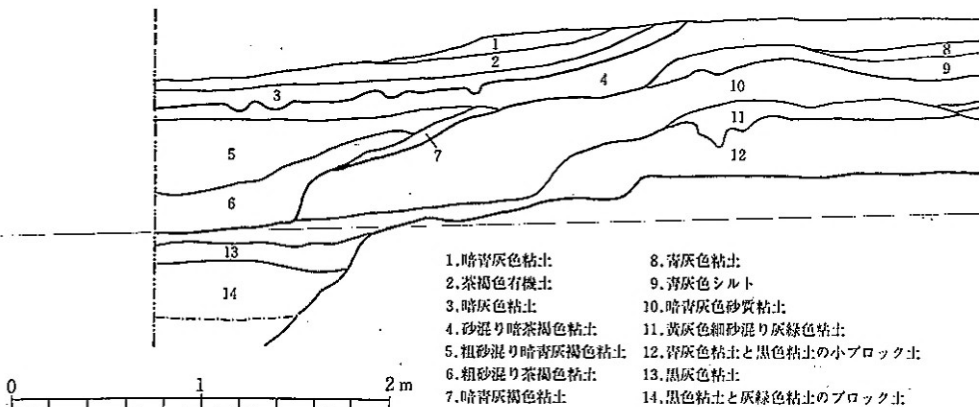 1
2
3
4
5
6
7
8
9
10
11
12
13
14
1.暗青灰色粘土
2.茶褐色有機土
3.暗灰色粘土
4.砂混り暗茶褐色粘土
5.粗砂混り暗青灰褐色粘土
6.粗砂混り茶褐色粘土
7.暗青灰褐色粘土
8.青灰色粘土
9.青灰色シルト
10.暗青灰色砂質粘土
11.黄灰色細砂混り灰緑色粘土
12.青灰色粘土と黒色粘土の小ブロック土
13.黒灰色粘土
14.黒色粘土と灰緑色粘土のブロック土
0 1 2 m